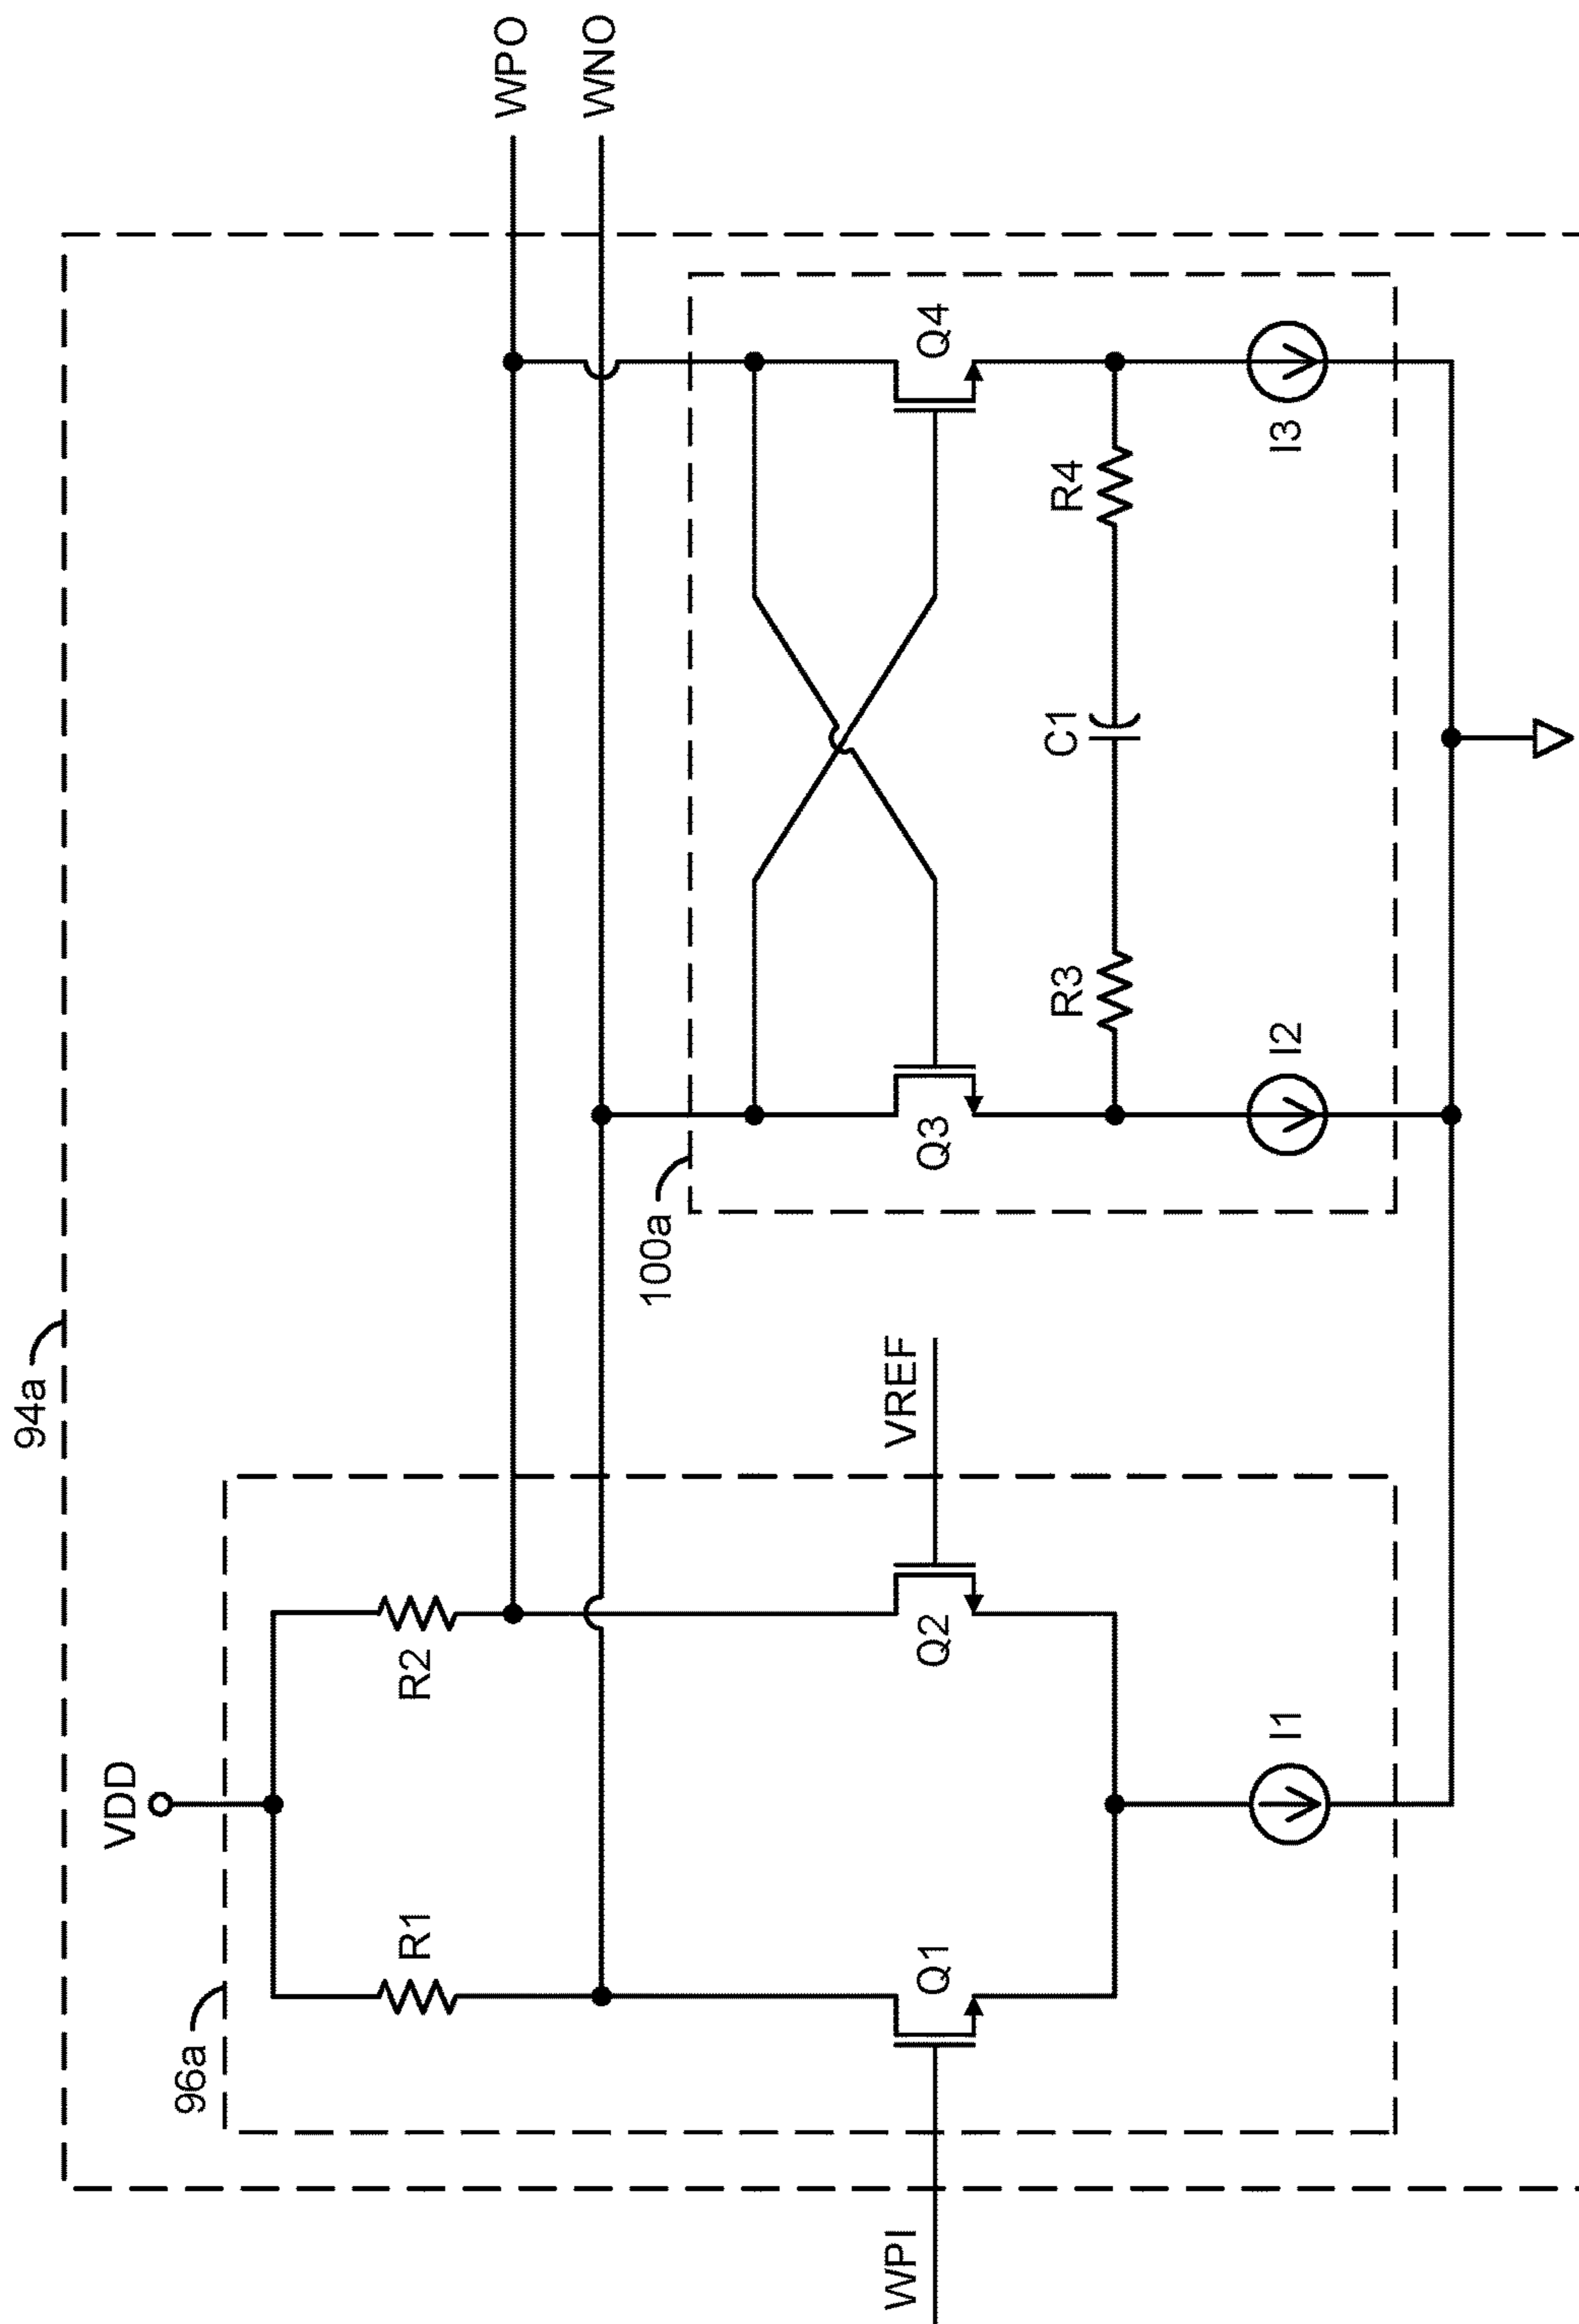 94a
VDD
96a
R1
R2
WPO
WNO
100a
WPI
Q1
Q2
VREF
Q3
Q4
R3
C1
R4
I1
I2
I3